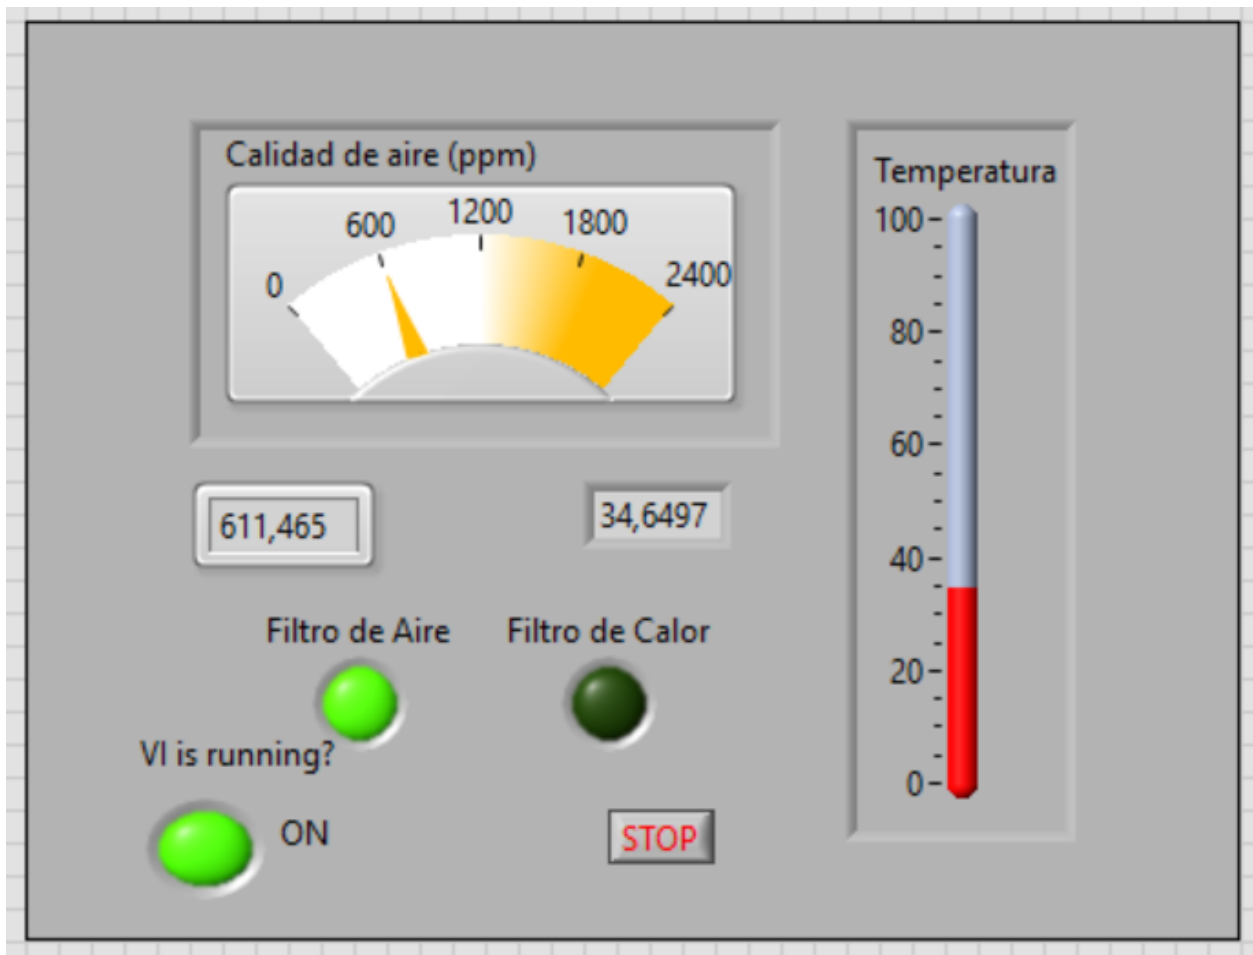 Calidad de aire (ppm)
0
600
1200
1800
2400
Temperatura
100
80
60
40
20
0
611,465
34,6497
Filtro de Aire
Filtro de Calor
VI is running?
ON
STOP